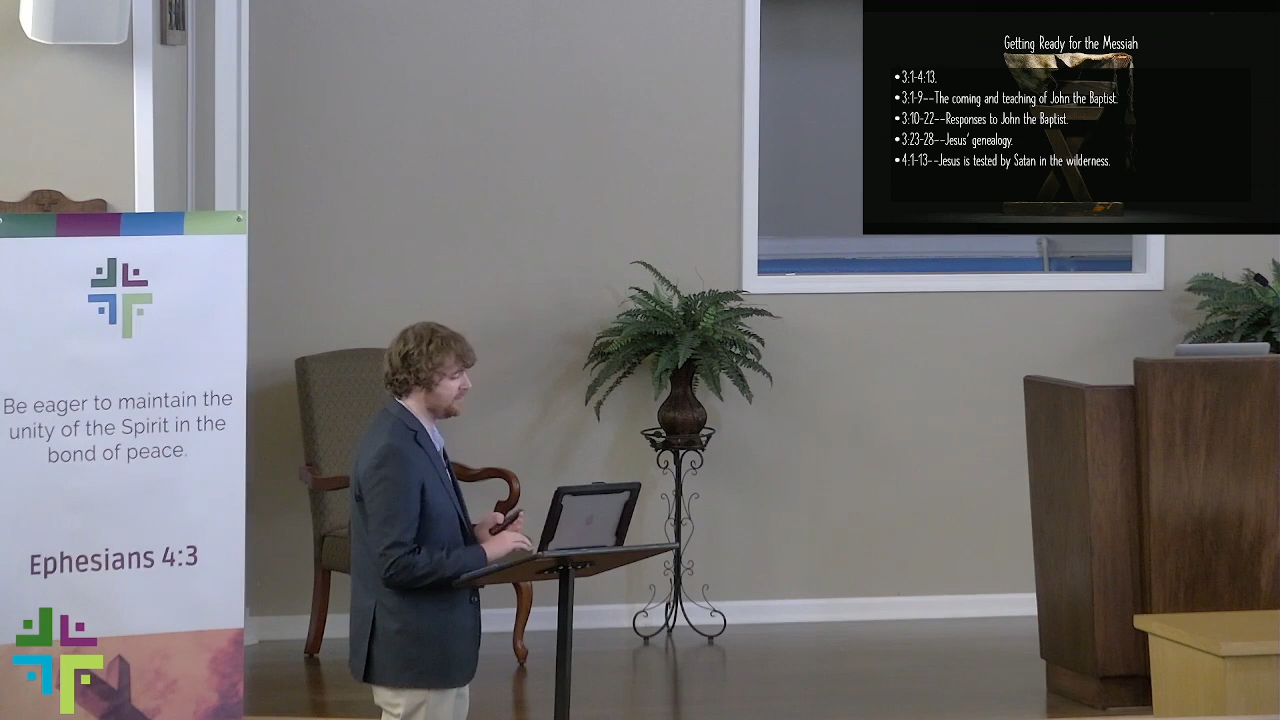 Getting Ready for the Messiah
• 3:1-4:13.
• 3:1-9--The coming and teaching of John the Baptist.
• 3:10-22--Responses to John the Baptist.
• 3:23-28--Jesus' genealogy.
• 4:1-13--Jesus is tested by Satan in the wilderness.
Be eager to maintain the
unity of the Spirit in the
bond of peace.
Ephesians 4:3